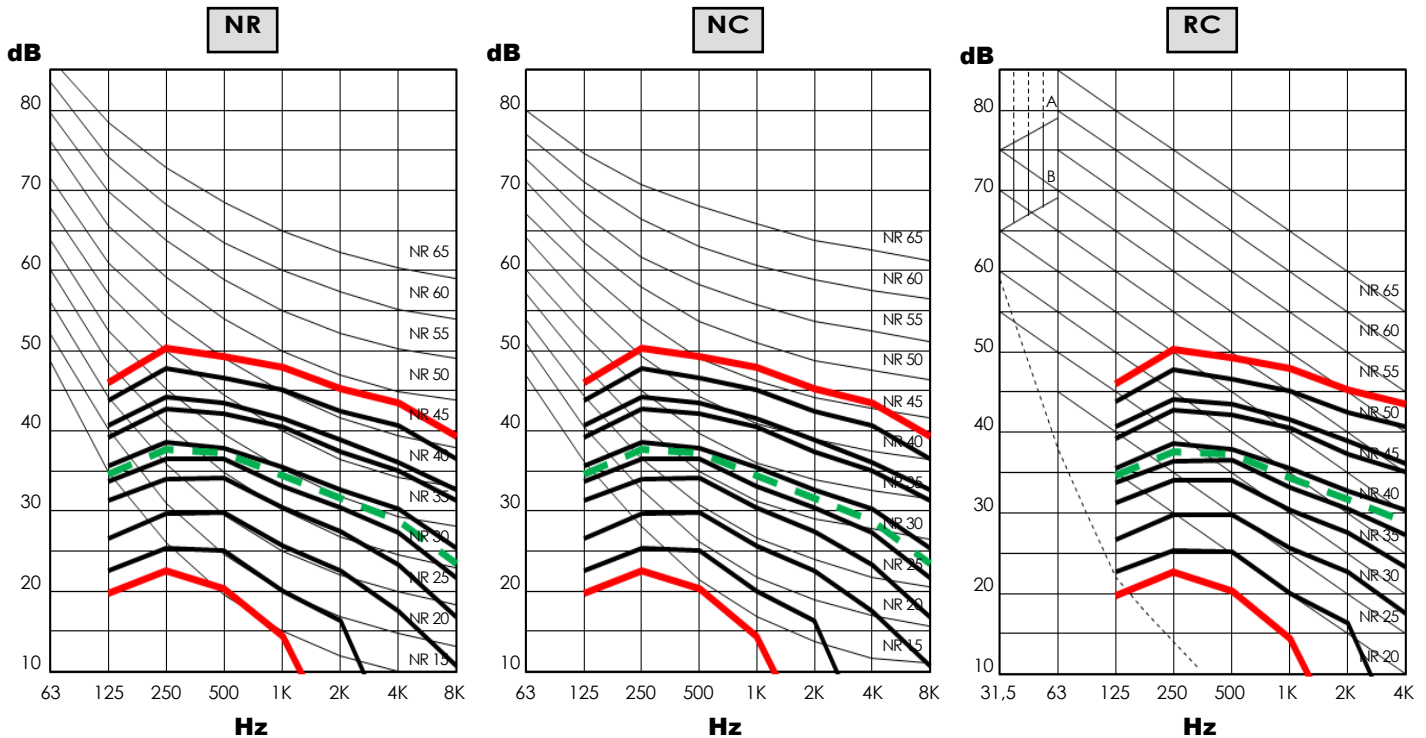 NR
dB
80
70
60
50
40
30
20
10
NR 65
NR 60
NR 55
NR 50
NR 45
NR 40
NR 35
NR 30
NR 25
NR 20
NR 15
63 125 250 500 1K 2K 4K 8K
Hz
NC
dB
80
70
60
50
40
30
20
10
NR 65
NR 60
NR 55
NR 50
NR 45
NR 40
NR 35
NR 30
NR 25
NR 20
NR 15
63 125 250 500 1K 2K 4K 8K
Hz
RC
dB
80
70
60
50
40
30
20
10
A
B
NR 65
NR 60
NR 55
NR 50
NR 45
NR 40
NR 35
NR 30
NR 25
NR 20
31,5 63 125 250 500 1K 2K 4K
Hz